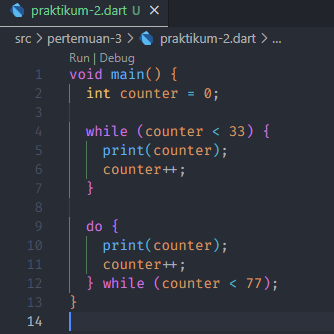 praktikum-2.dart U ×
src > pertemuan-3 > praktikum-2.dart > ...
Run | Debug
1 void main() {
2   int counter = 0;
3
4   while (counter < 33) {
5     print(counter);
6     counter++;
7   }
8
9   do {
10     print(counter);
11     counter++;
12   } while (counter < 77);
13 }
14